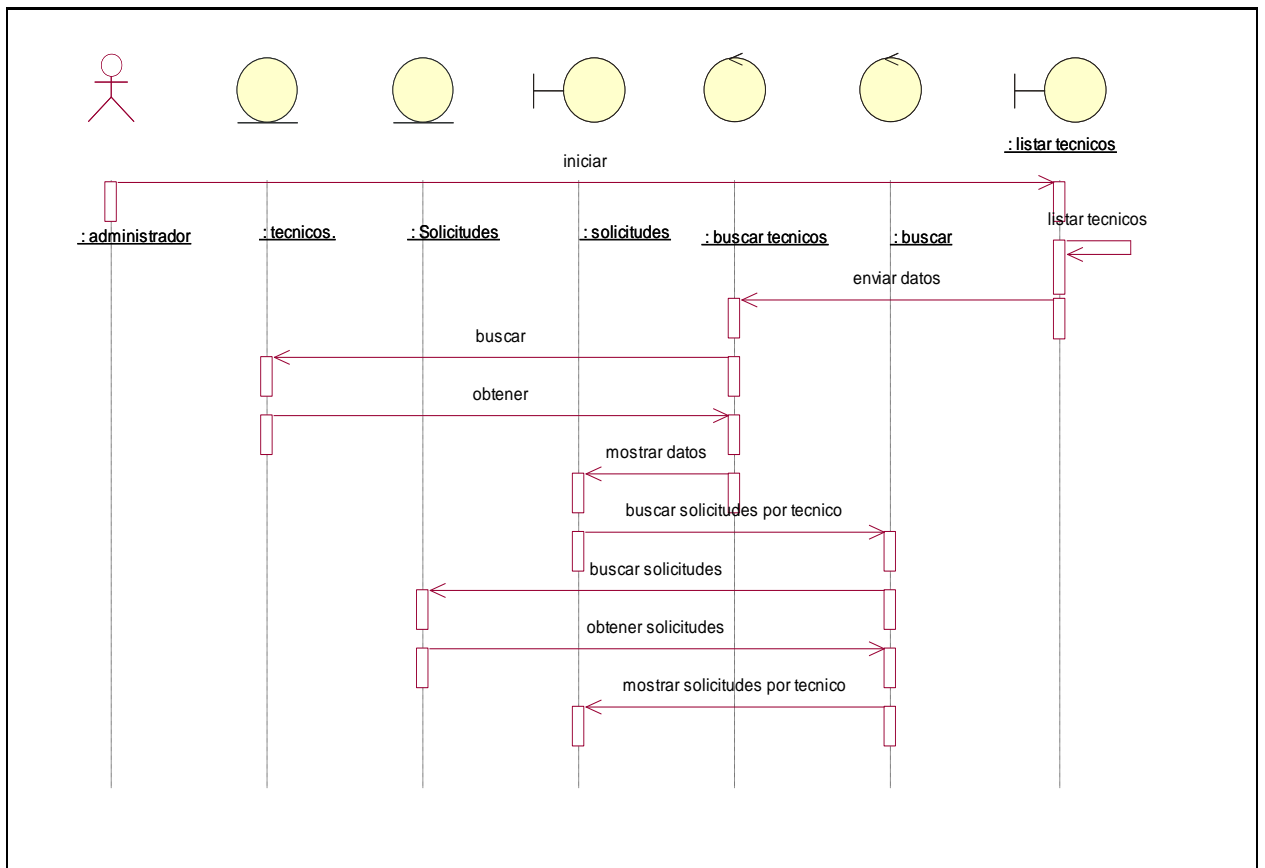 : listar tecnicos
iniciar
listar tecnicos
: administrador
: tecnicos.
: Solicitudes
: solicitudes
: buscar tecnicos
: buscar
enviar datos
buscar
obtener
mostrar datos
buscar solicitudes por tecnico
buscar solicitudes
obtener solicitudes
mostrar solicitudes por tecnico